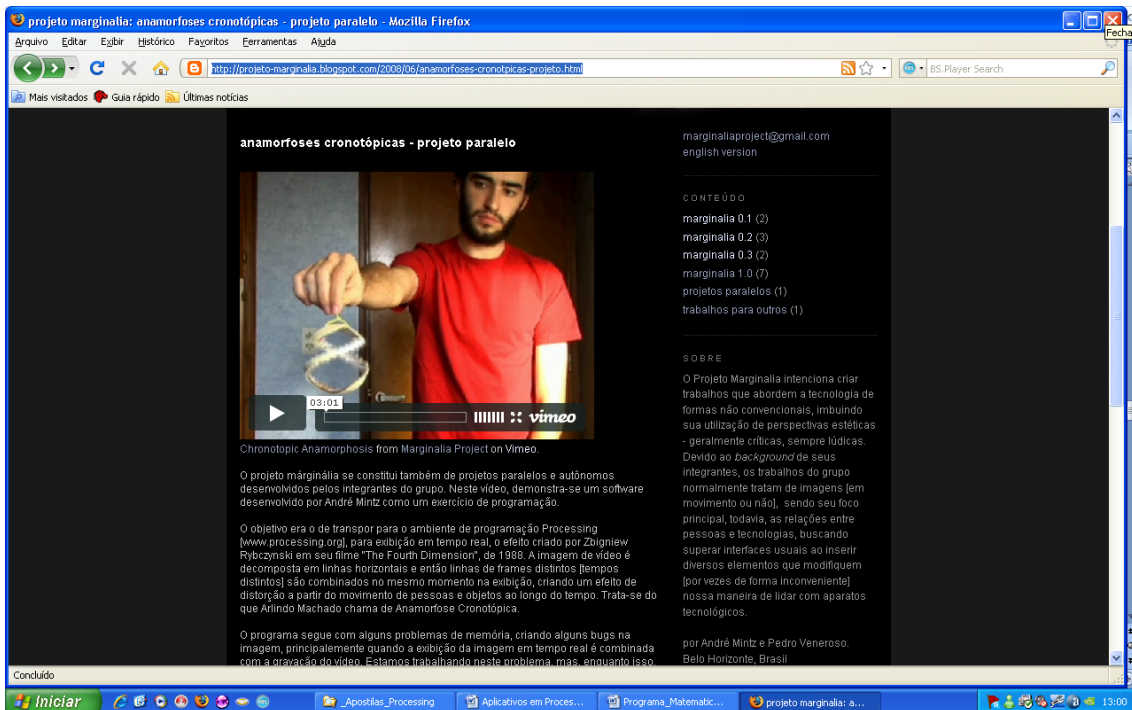 projeto marginalia: anamorfoses cronotópicas - projeto paralelo - Mozilla Firefox
Fecha
Arquivo Editar Exibir Histórico Favoritos Ferramentas Ajuda
http://projeto-marginalia.blogspot.com/2008/06/anamorfoses-cronotpicas-projeto.html
BS.Player Search
Mais visitados Guia rápido Últimas notícias
anamorfoses cronotópicas - projeto paralelo
03:01
vimeo
Chronotopic Anamorphosis from Marginalia Project on Vimeo.
O projeto márginália se constitui também de projetos paralelos e autônomos
desenvolvidos pelos integrantes do grupo. Neste vídeo, demonstra-se um software
desenvolvido por André Mintz como um exercício de programação.
O objetivo era o de transpor para o ambiente de programação Processing
[www.processing.org], para exibição em tempo real, o efeito criado por Zbigniew
Rybczynski em seu filme "The Fourth Dimension", de 1988. A imagem de vídeo é
decomposta em linhas horizontais e então linhas de frames distintos [tempos
distintos] são combinados no mesmo momento na exibição, criando um efeito de
distorção a partir do movimento de pessoas e objetos ao longo do tempo. Trata-se do
que Arlindo Machado chama de Anamorfose Cronotópica.
O programa segue com alguns problemas de memória, criando alguns bugs na
imagem, principalmente quando a exibição da imagem em tempo real é combinada
com a gravação do vídeo. Estamos trabalhando neste problema, mas, enquanto isso,
marginaliaproject@gmail.com
english version
CONTEÚDO
marginalia 0.1 (2)
marginalia 0.2 (3)
marginalia 0.3 (2)
marginalia 1.0 (7)
projetos paralelos (1)
trabalhos para outros (1)
SOBRE
O Projeto Marginalia intenciona criar
trabalhos que abordem a tecnologia de
formas não convencionais, imbuindo
sua utilização de perspectivas estéticas
- geralmente críticas, sempre lúdicas.
Devido ao background de seus
integrantes, os trabalhos do grupo
normalmente tratam de imagens [em
movimento ou não], sendo seu foco
principal, todavia, as relações entre
pessoas e tecnologias, buscando
superar interfaces usuais ao inserir
diversos elementos que modifiquem
[por vezes de forma inconveniente]
nossa maneira de lidar com aparatos
tecnológicos.
por André Mintz e Pedro Veneroso.
Belo Horizonte, Brasil
Concluído
Iniciar
_Apostilas_Processing
Aplicativos em Proces...
Programa_Matematic...
projeto marginalia: a...
13:00